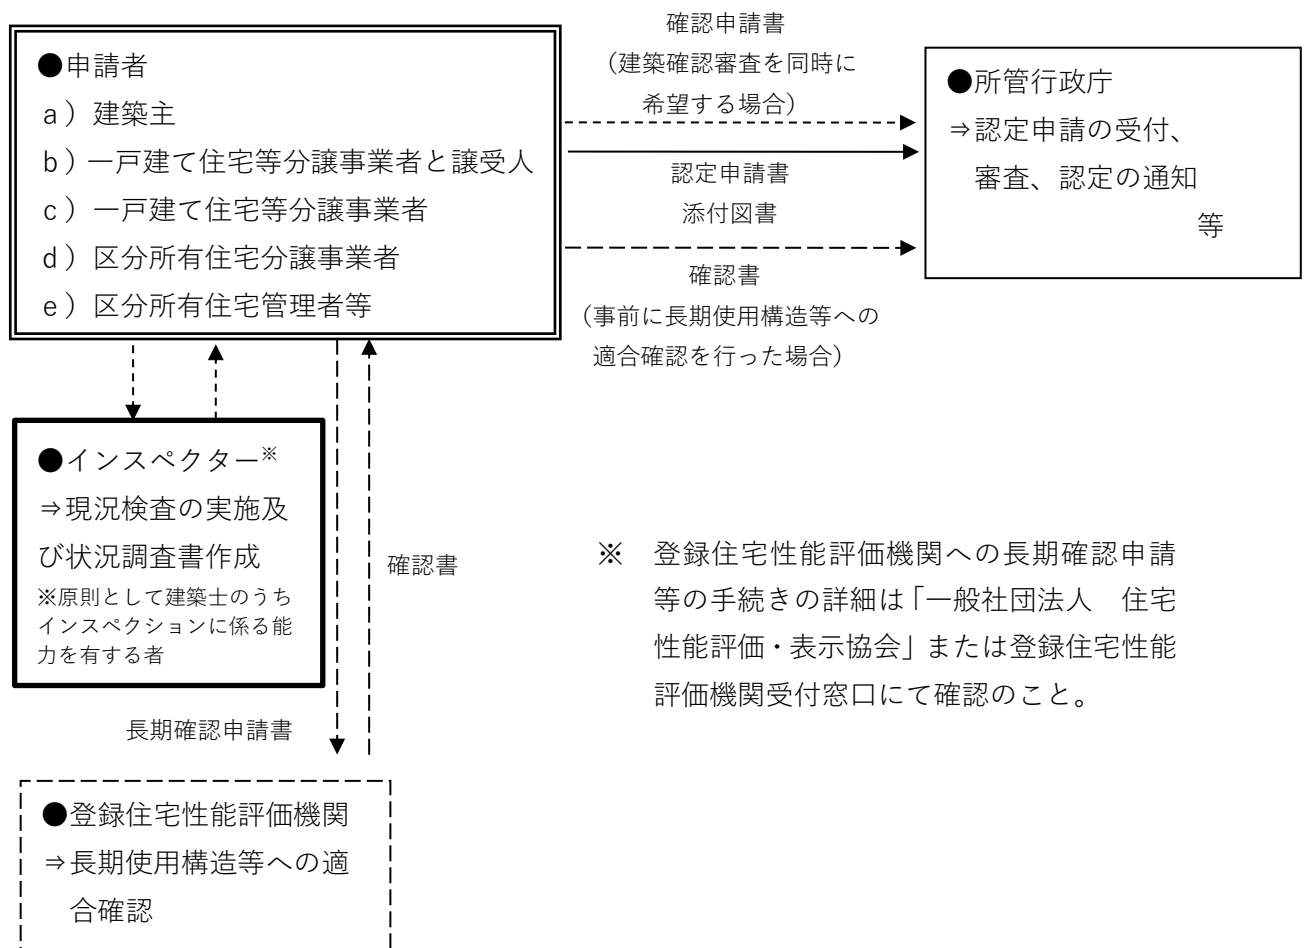 ●申請者
a）建築主
b）一戸建て住宅等分譲事業者と譲受人
c）一戸建て住宅等分譲事業者
d）区分所有住宅分譲事業者
e）区分所有住宅管理者等
確認申請書
（建築確認審査を同時に
希望する場合）
認定申請書
添付図書
確認書
（事前に長期使用構造等への
適合確認を行った場合）
●所管行政庁
⇒認定申請の受付、
審査、認定の通知
等
●インスペクター※
⇒現況検査の実施及
び状況調査書作成
※原則として建築士のうち
インスペクションに係る能
力を有する者
確認書
長期確認申請書
※　登録住宅性能評価機関への長期確認申請
等の手続きの詳細は「一般社団法人　住宅
性能評価・表示協会」または登録住宅性能
評価機関受付窓口にて確認のこと。
●登録住宅性能評価機関
⇒長期使用構造等への適
合確認